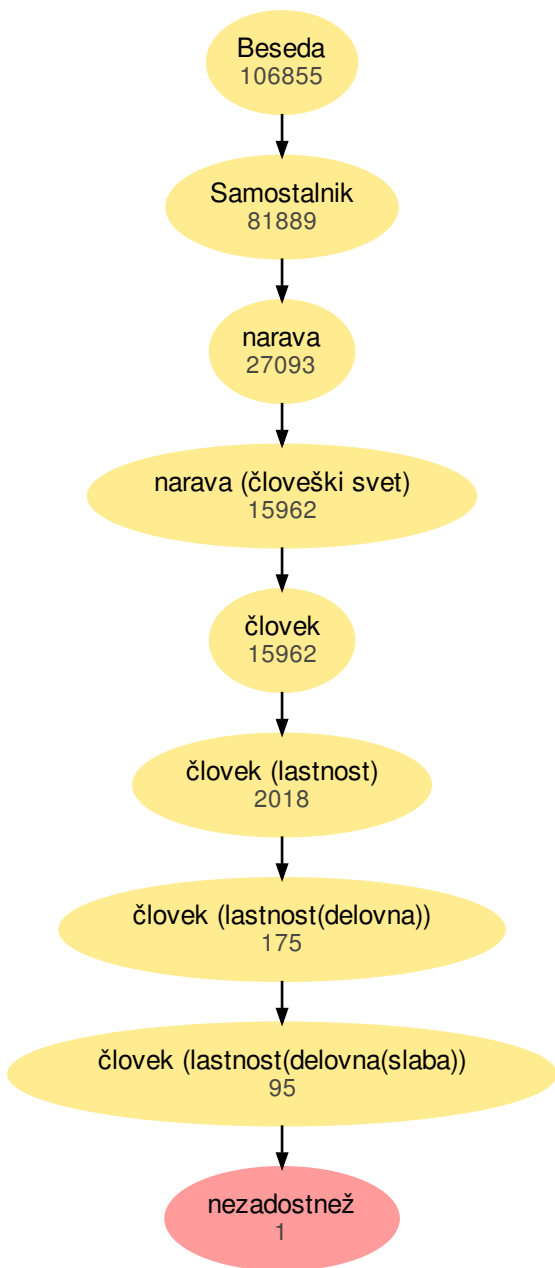 Beseda
106855
Samostalnik
81889
narava
27093
narava (človeški svet)
15962
človek
15962
človek (lastnost)
2018
človek (lastnost(delovna))
175
človek (lastnost(delovna(slaba))
95
nezadostnež
1